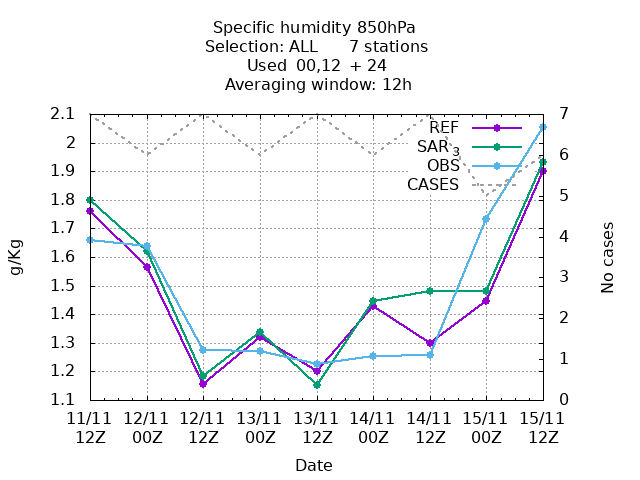 Specific humidity 850hPa
Selection: ALL 7 stations
Used 00,12 + 24
Averaging window: 12h
2.1
2
1.9
1.8
1.7
1.6
1.5
1.4
1.3
1.2
1.1
g/Kg
7
6
5
4
3
2
1
0
No cases
REF
SAR 3
OBS
CASES
11/11 12/11 12/11 13/11 13/11 14/11 14/11 15/11 15/11
12Z 00Z 12Z 00Z 12Z 00Z 12Z 00Z 12Z
Date